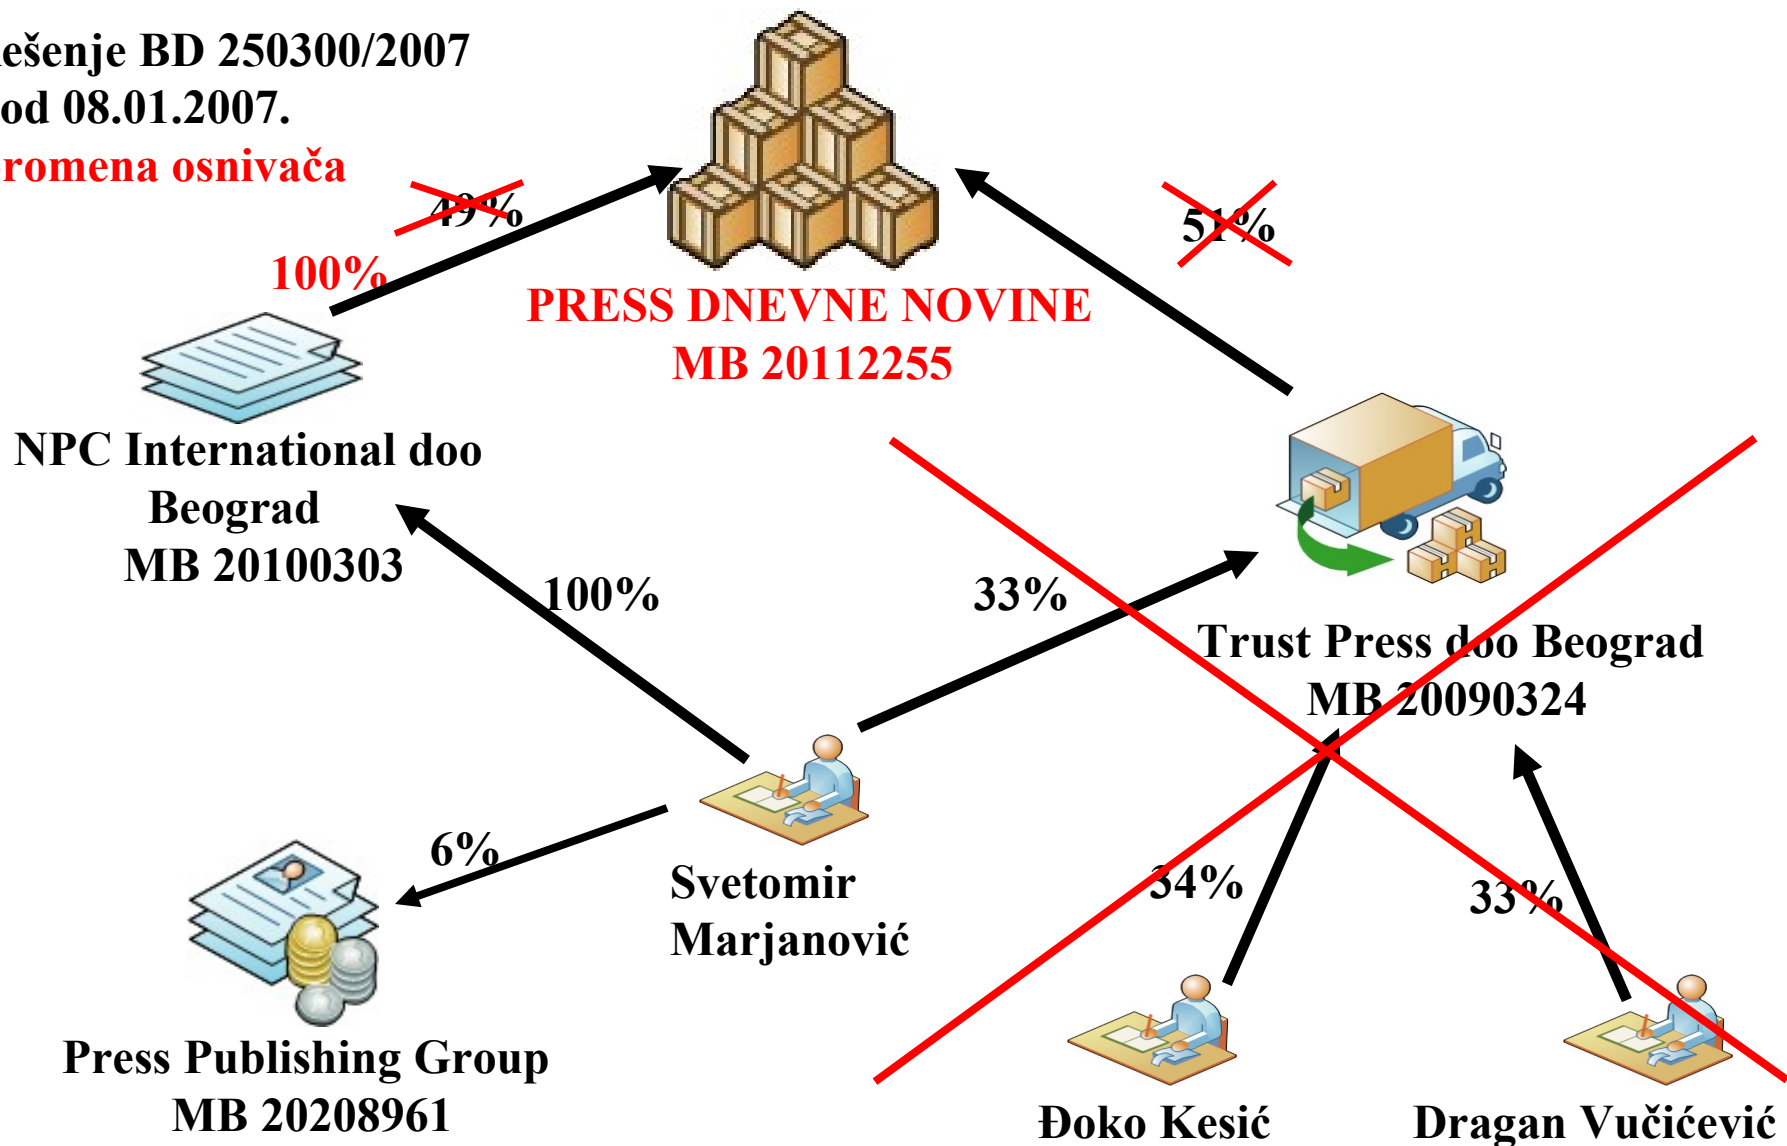 ešenje BD 250300/2007
od 08.01.2007.
romena osnivača
49%
51%
100%
PRESS DNEVNE NOVINE
MB 20112255
NPC International doo
Beograd
MB 20100303
100%
33%
Trust Press doo Beograd
MB 20090324
6%
34%
33%
Svetomir
Marjanović
Press Publishing Group
MB 20208961
Đoko Kesić
Dragan Vučićević